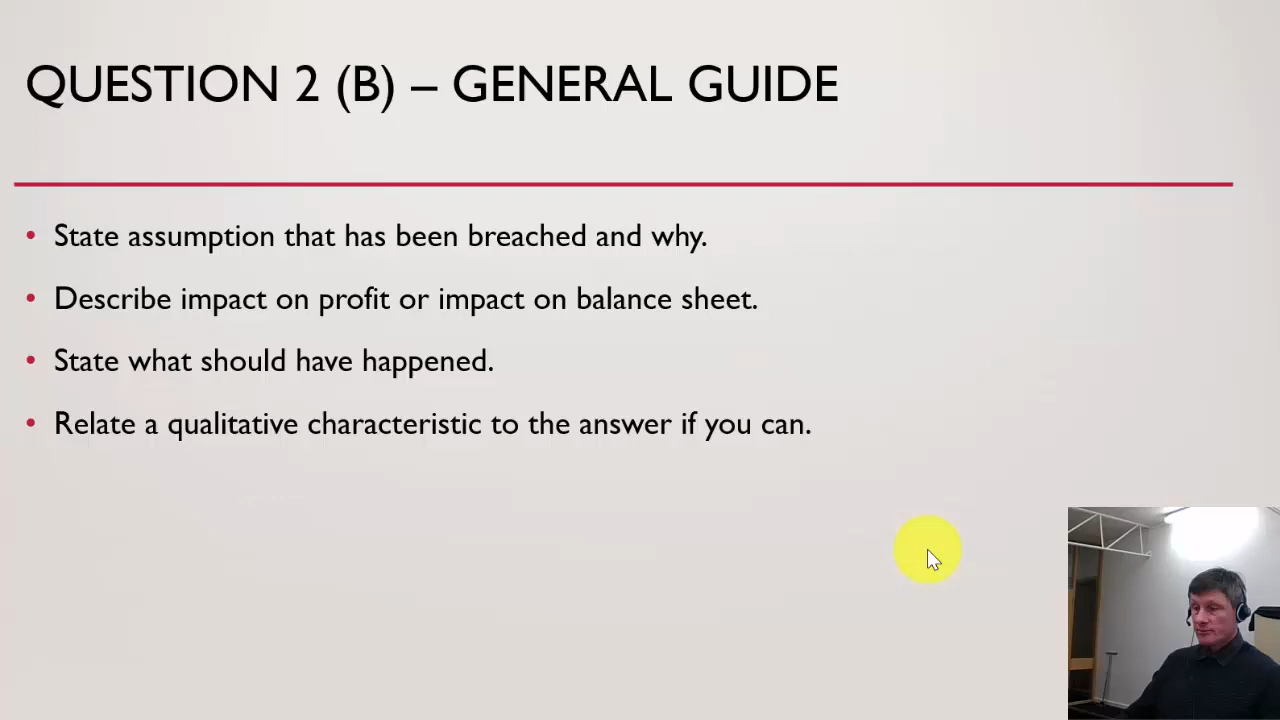 QUESTION 2 (B) – GENERAL GUIDE
• State assumption that has been breached and why.
• Describe impact on profit or impact on balance sheet.
• State what should have happened.
• Relate a qualitative characteristic to the answer if you can.